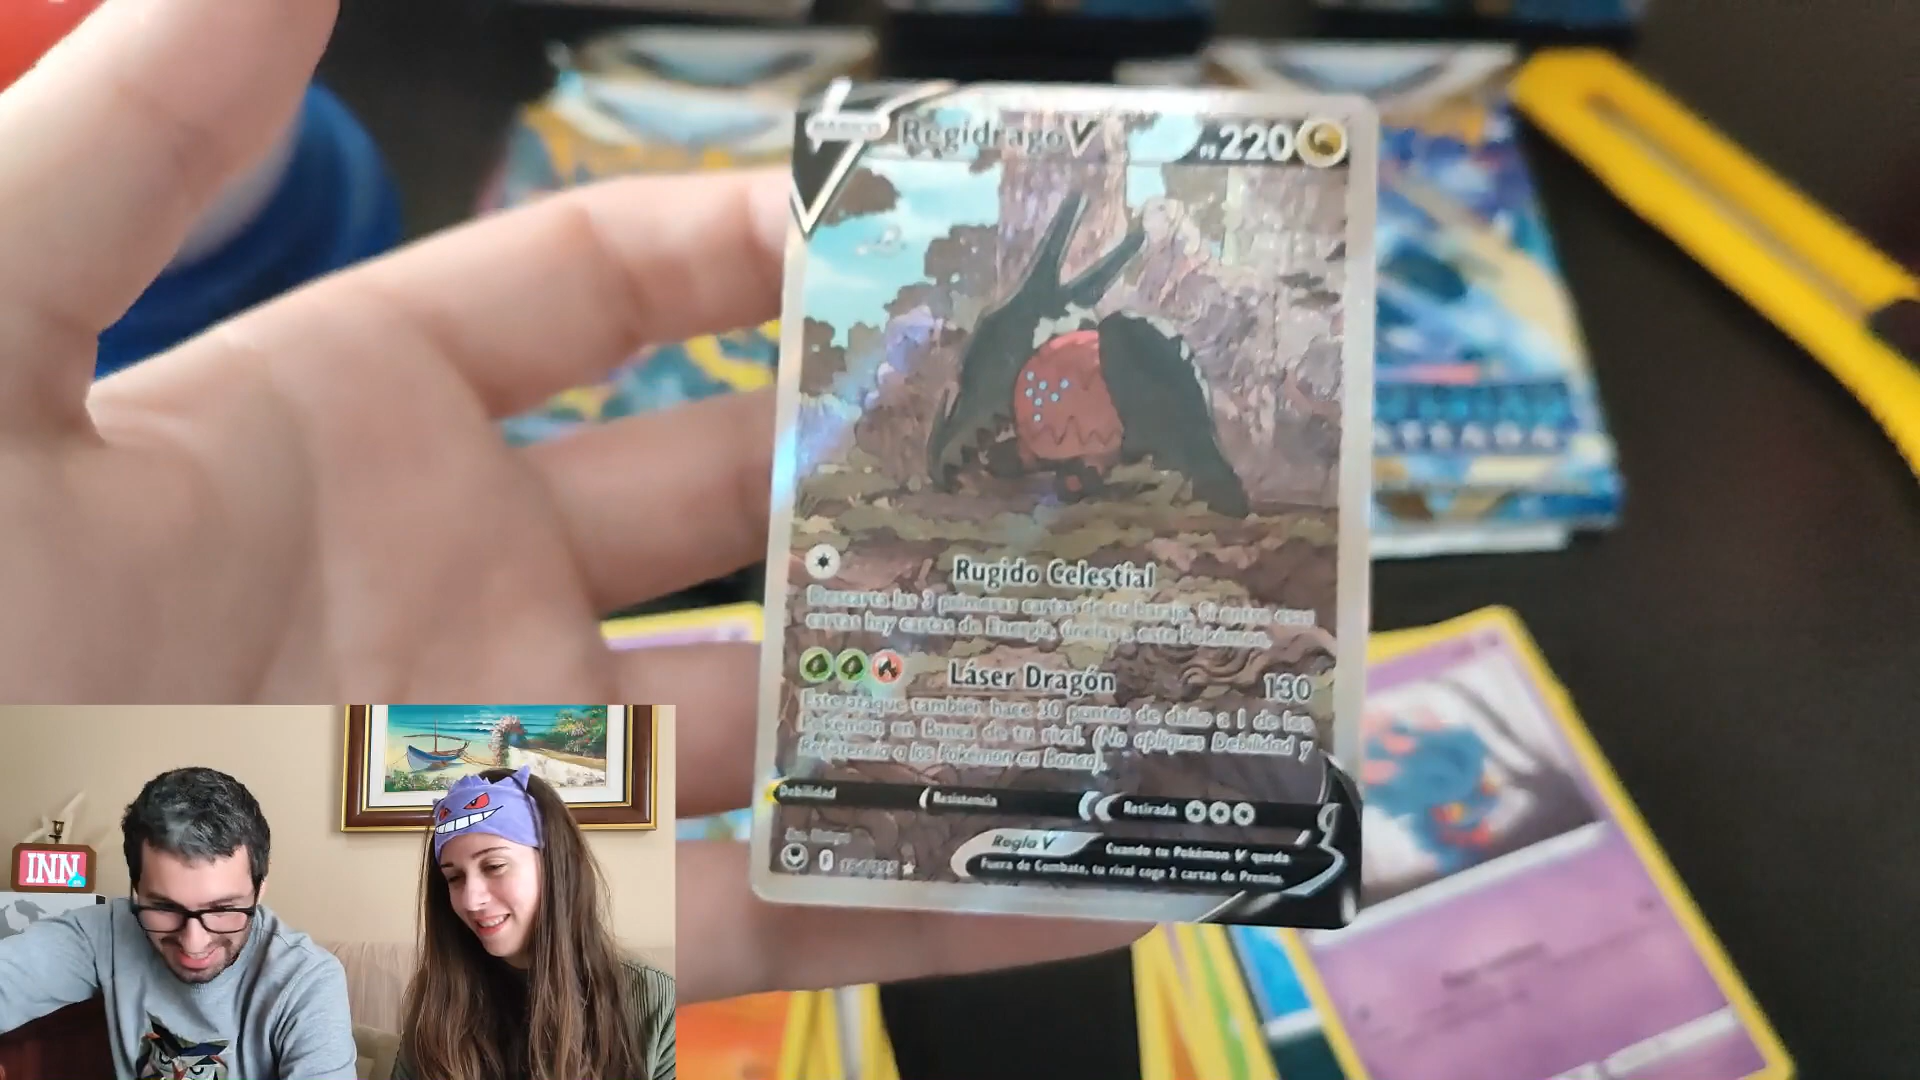 BÁSICO
Regidrago V
PS 220
Rugido Celestial
Descarta las 3 primeras cartas de tu baraja. Si entre esas
cartas hay cartas de Energía, únelas a este Pokémon.
Láser Dragón 130
Este ataque también hace 30 puntos de daño a 1 de los
Pokémon en Banca de tu rival. (No apliques Debilidad y
Resistencia a los Pokémon en Banca).
Debilidad Resistencia Retirada
Regla V Cuando tu Pokémon V queda
Fuera de Combate, tu rival coge 2 cartas de Premio.
INN